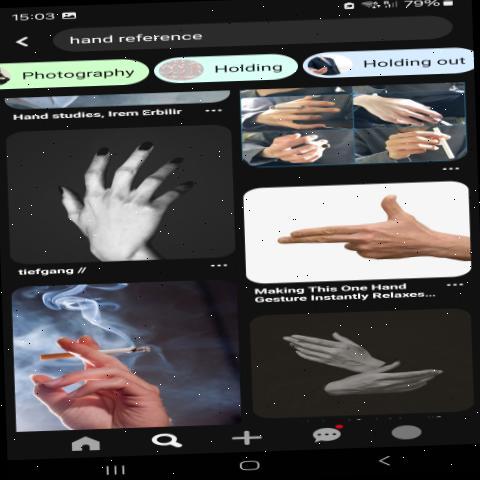 15:03
79%
hand reference
Photography
Holding
Holding out
Hand studies, Irem Erbilir
tiefgang //
Making This One Hand
Gesture Instantly Relaxes...